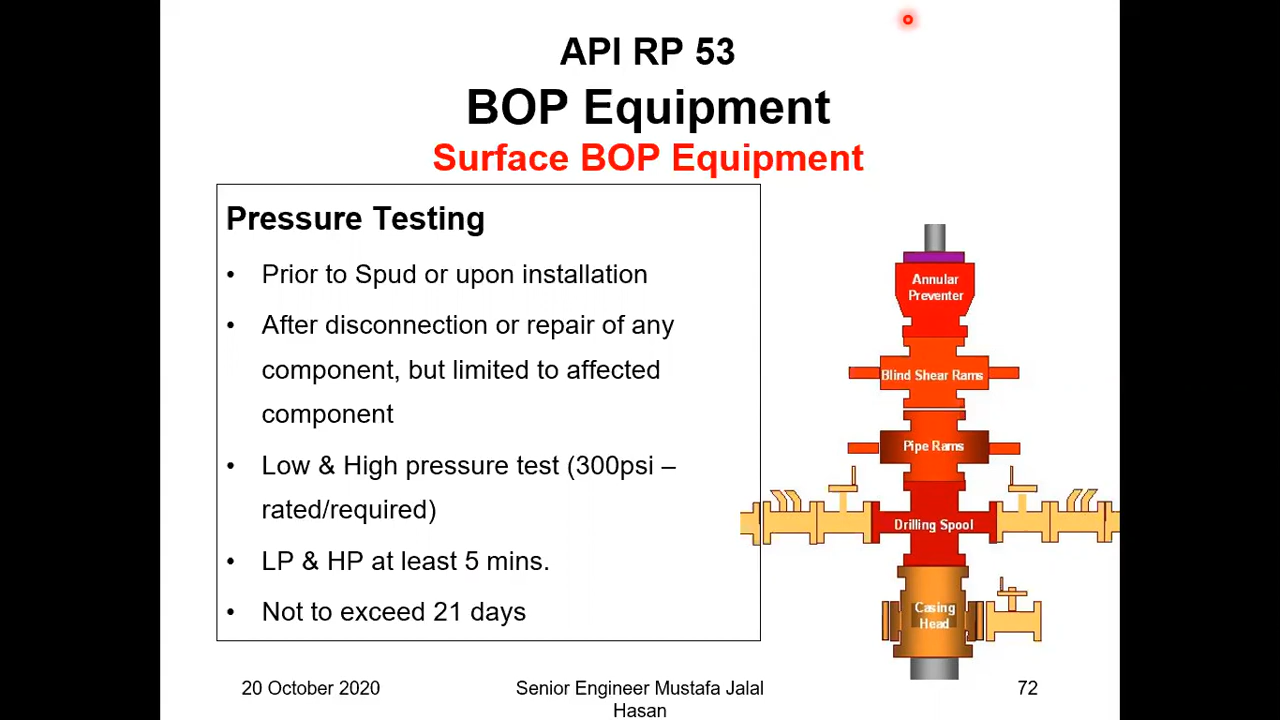 API RP 53
BOP Equipment
Surface BOP Equipment
Pressure Testing
• Prior to Spud or upon installation
• After disconnection or repair of any
component, but limited to affected
component
• Low & High pressure test (300psi –
rated/required)
• LP & HP at least 5 mins.
• Not to exceed 21 days
Annular
Preventer
Blind Shear Rams
Pipe Rams
Drilling Spool
Casing
Head
20 October 2020
Senior Engineer Mustafa Jalal
Hasan
72